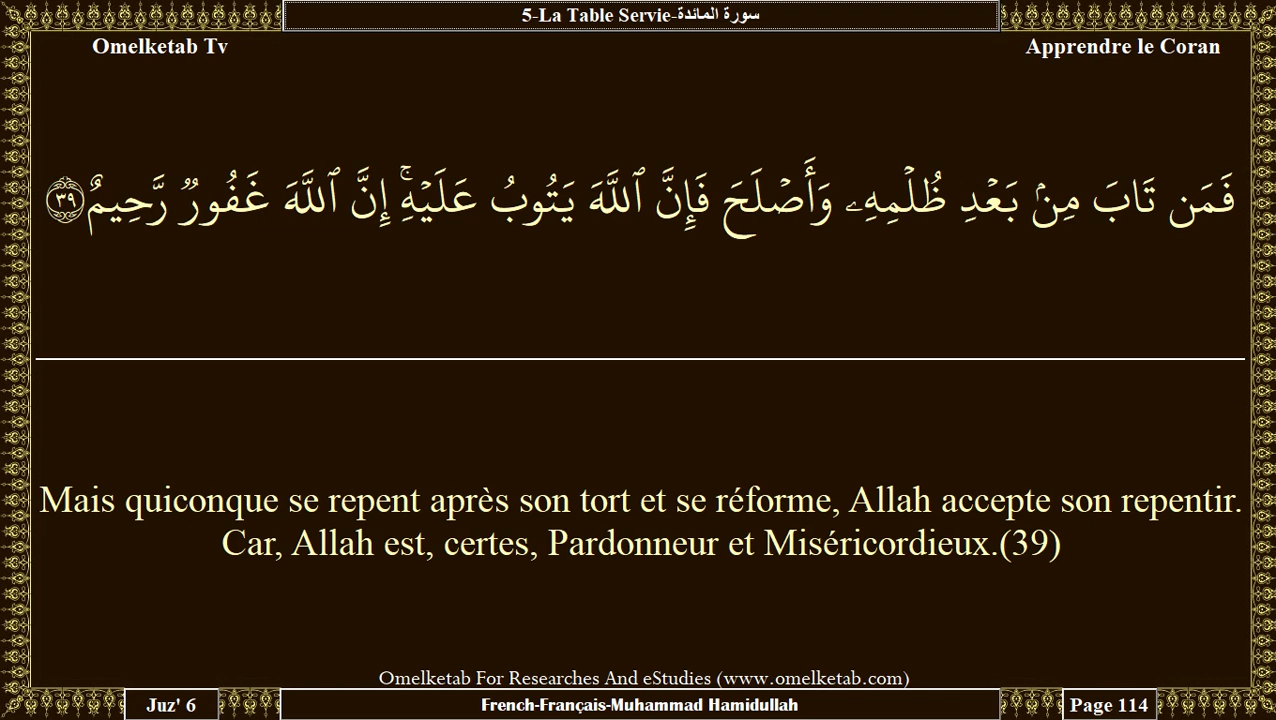 5-La Table Servie-سورة المائدة
Omelketab Tv
Apprendre le Coran
فَمَن تَابَ مِنۢ بَعۡدِ ظُلۡمِهِۦ وَأَصۡلَحَ فَإِنَّ ٱللَّهَ يَتُوبُ عَلَيۡهِۚ إِنَّ ٱللَّهَ غَفُورٞ رَّحِيمٌ ٣٩
Mais quiconque se repent après son tort et se réforme, Allah accepte son repentir.
Car, Allah est, certes, Pardonneur et Miséricordieux.(39)
Omelketab For Researches And eStudies (www.omelketab.com)
Juz' 6
French-Français-Muhammad Hamidullah
Page 114